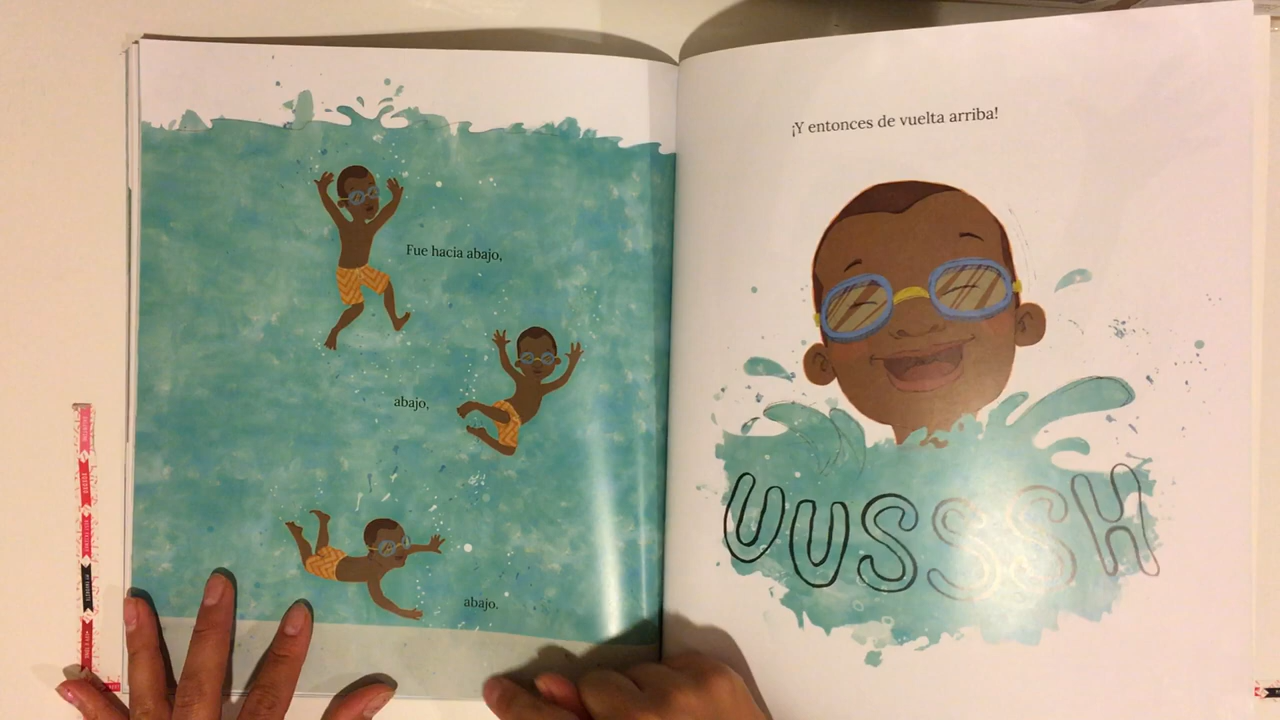 Fue hacia abajo,
abajo,
abajo.
¡Y entonces de vuelta arriba!
UUSSSH